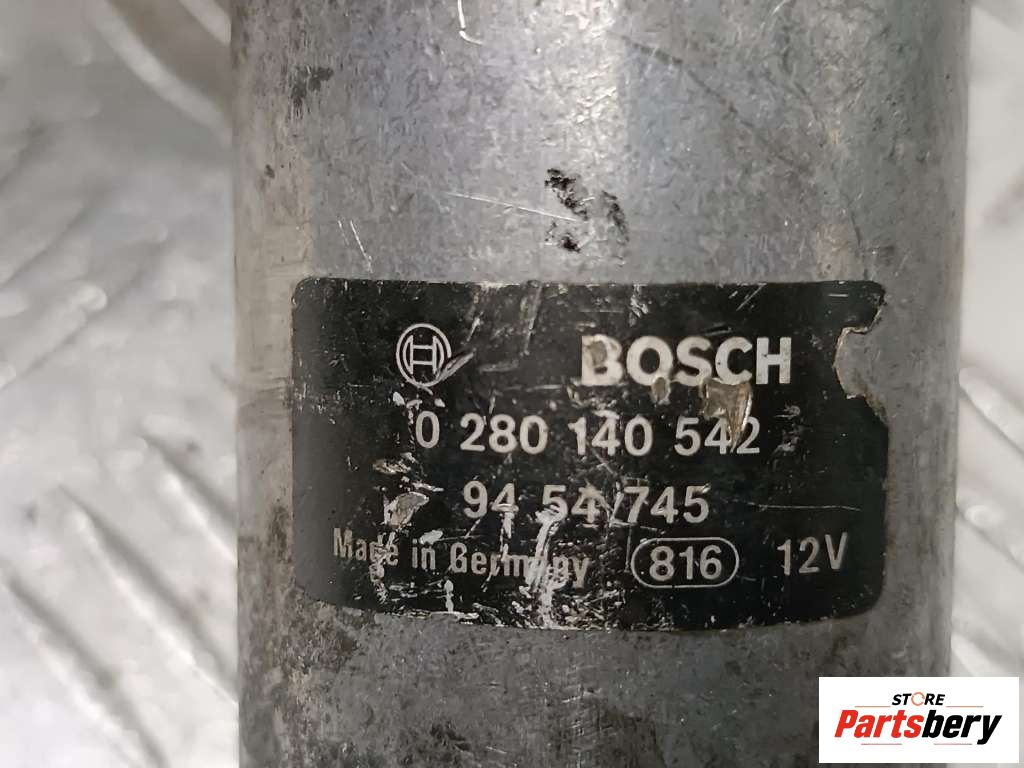 BOSCH
0 280 140 542
94 54 745
Made in Germany 816 12V
STORE
Partsbery